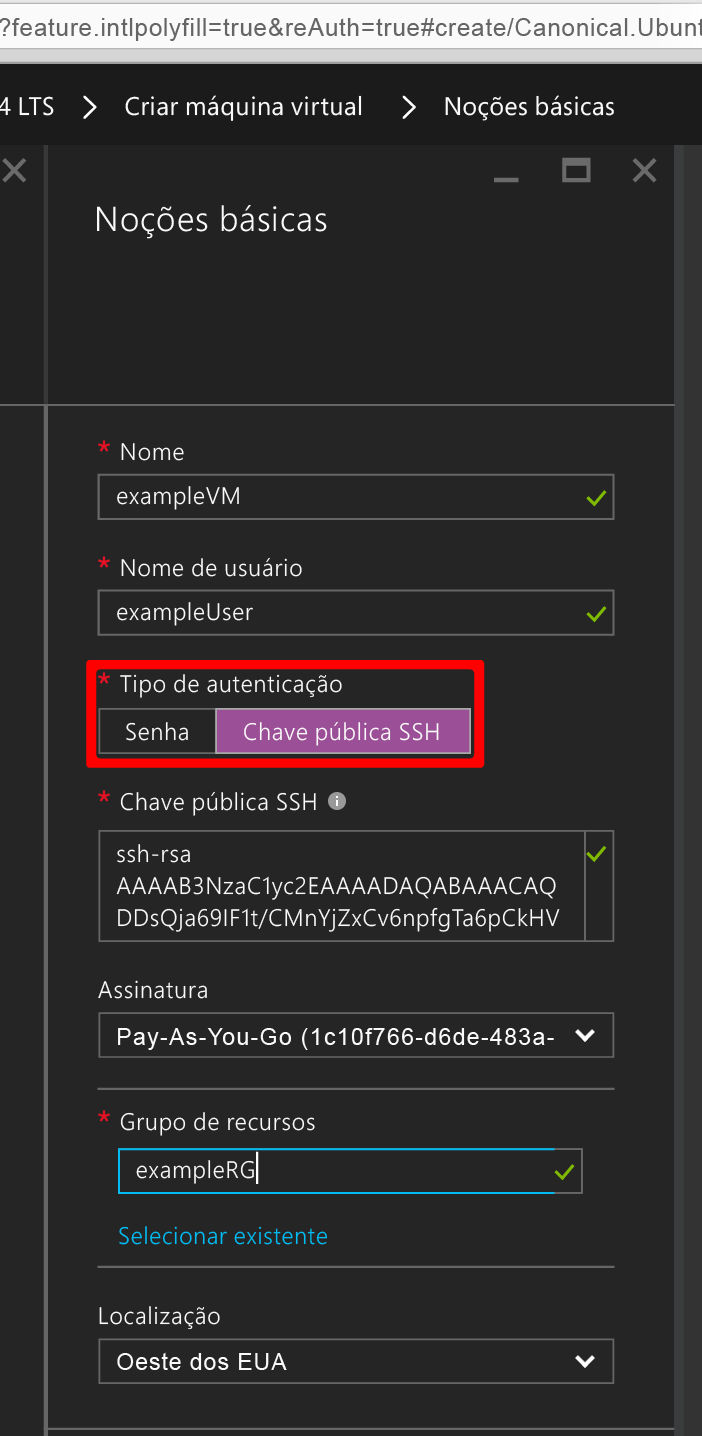 ?feature.intlpolyfill=true&reAuth=true#create/Canonical.Ubunt
4 LTS > Criar máquina virtual > Noções básicas
Noções básicas
* Nome
exampleVM
* Nome de usuário
exampleUser
* Tipo de autenticação
Senha Chave pública SSH
* Chave pública SSH
ssh-rsa
AAAAB3NzaC1yc2EAAAADAQABAAACAQ
DDsQja69IF1t/CMnYjZxCv6npfgTa6pCkHV
Assinatura
Pay-As-You-Go (1c10f766-d6de-483a-
* Grupo de recursos
exampleRG
Selecionar existente
Localização
Oeste dos EUA